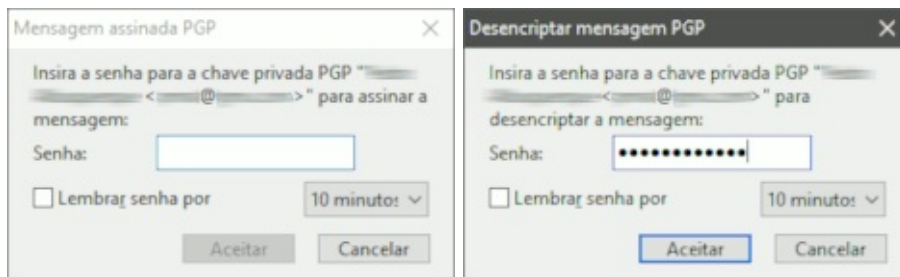 Mensagem assinada PGP
Insira a senha para a chave privada PGP "
<@>" para assinar a
mensagem:
Senha:
Lembrar senha por
10 minuto:
Aceitar
Cancelar
Desencriptar mensagem PGP
Insira a senha para a chave privada PGP "
<@>" para
desencriptar a mensagem:
Senha:
••••••••••••
Lembrar senha por
10 minuto:
Aceitar
Cancelar